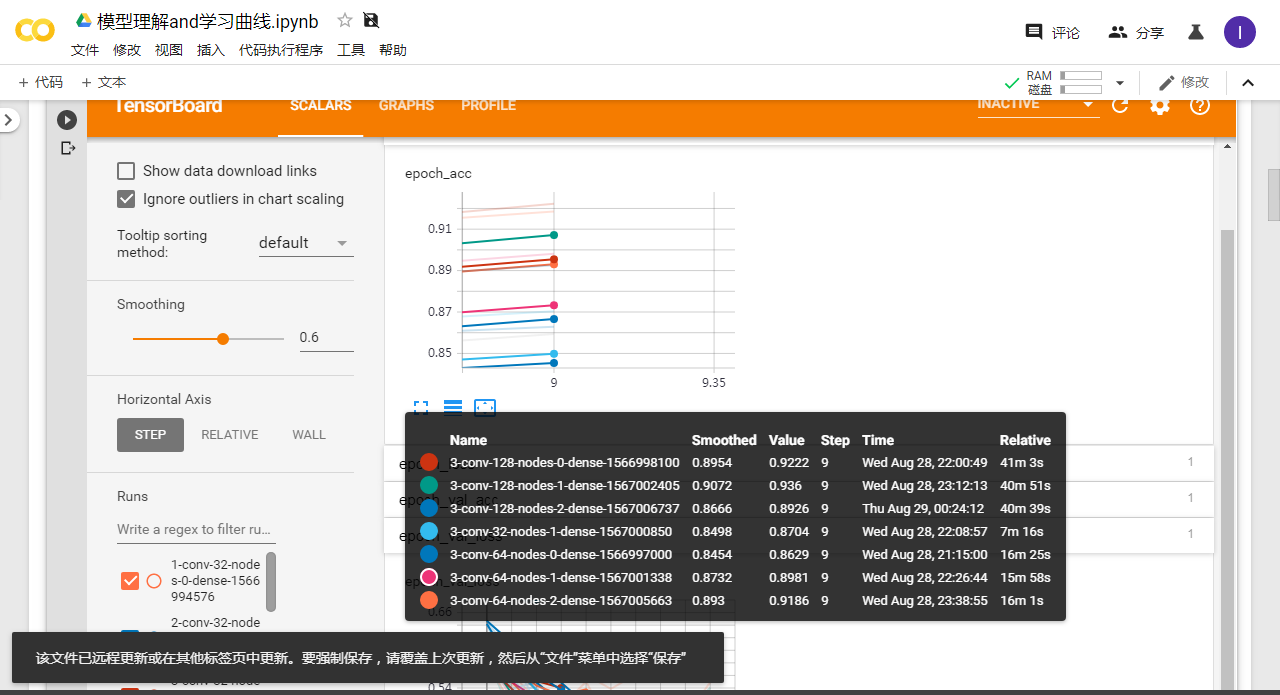 模型理解and学习曲线.ipynb
文件 修改 视图 插入 代码执行程序 工具 帮助
评论 分享 I
+ 代码 + 文本
RAM
磁盘
修改
TensorBoard SCALARS GRAPHS PROFILE INACTIVE
Show data download links
Ignore outliers in chart scaling
Tooltip sorting
method:
default
Smoothing
0.6
Horizontal Axis
STEP RELATIVE WALL
Runs
Write a regex to filter ru...
1-conv-32-node
s-0-dense-1566
994576
2-conv-32-node
epoch_acc
0.91
0.89
0.87
0.85
9 9.35
Name Smoothed Value Step Time Relative
3-conv-128-nodes-0-dense-1566998100 0.8954 0.9222 9 Wed Aug 28, 22:00:49 41m 3s
3-conv-128-nodes-1-dense-1567002405 0.9072 0.936 9 Wed Aug 28, 23:12:13 40m 51s
3-conv-128-nodes-2-dense-1567006737 0.8666 0.8926 9 Thu Aug 29, 00:24:12 40m 39s
3-conv-32-nodes-1-dense-1567000850 0.8498 0.8704 9 Wed Aug 28, 22:08:57 7m 16s
3-conv-64-nodes-0-dense-1566997000 0.8454 0.8629 9 Wed Aug 28, 21:15:00 16m 25s
3-conv-64-nodes-1-dense-1567001338 0.8732 0.8981 9 Wed Aug 28, 22:26:44 15m 58s
3-conv-64-nodes-2-dense-1567005663 0.893 0.9186 9 Wed Aug 28, 23:38:55 16m 1s
1
epoch_val_acc
1
epoch_val_loss
1
epoch_val_loss
0.66
0.54
该文件已远程更新或在其他标签页中更新。要强制保存，请覆盖上次更新，然后从“文件”菜单中选择“保存”